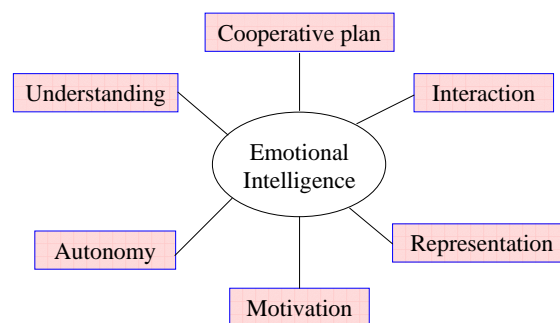 Cooperative plan
Understanding
Interaction
Emotional
Intelligence
Autonomy
Representation
Motivation